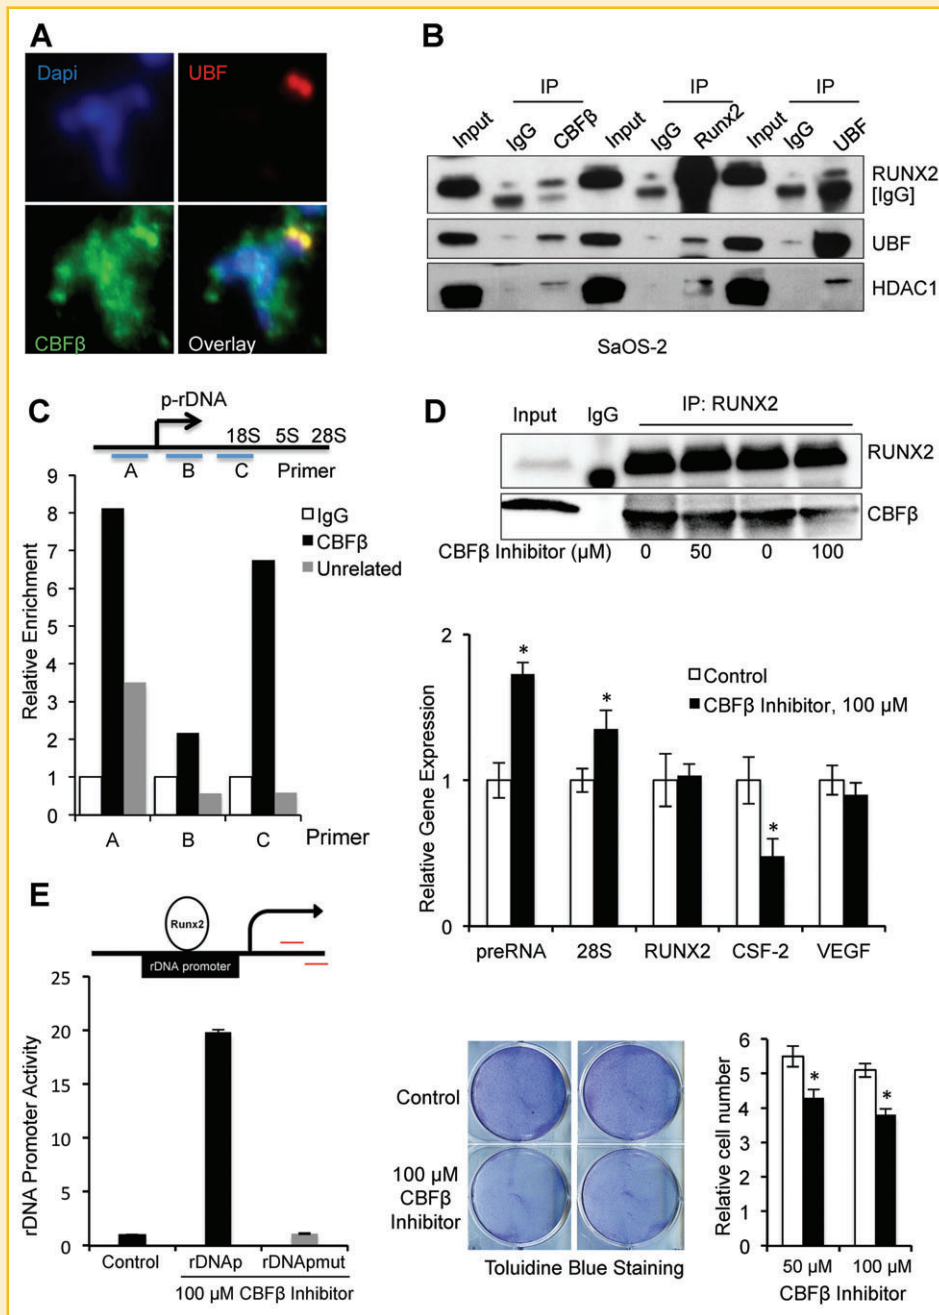 A
Dapi
UBF
CBFβ
Overlay
B
IP
IP
IP
Input
IgG
CBFβ
Input
IgG
Runx2
Input
IgG
UBF
RUNX2
[IgG]
UBF
HDAC1
SaOS-2
C
p-rDNA
18S 5S 28S
A B C Primer
9
8
7
6
5
4
3
2
1
0
Relative Enrichment
IgG
CBFβ
Unrelated
A B C Primer
D
Input IgG IP: RUNX2
RUNX2
CBFβ
CBFβ Inhibitor (μM) 0 50 0 100
2
1
0
Relative Gene Expression
* * *
Control
CBFβ Inhibitor, 100 μM
preRNA 28S RUNX2 CSF-2 VEGF
E
Runx2
rDNA promoter
25
20
15
10
5
0
rDNA Promoter Activity
Control rDNAp rDNApmut
100 μM CBFβ Inhibitor
Control
100 μM
CBFβ
Inhibitor
Toluidine Blue Staining
6
5
4
3
2
1
0
Relative cell number
* *
50 μM 100 μM
CBFβ Inhibitor